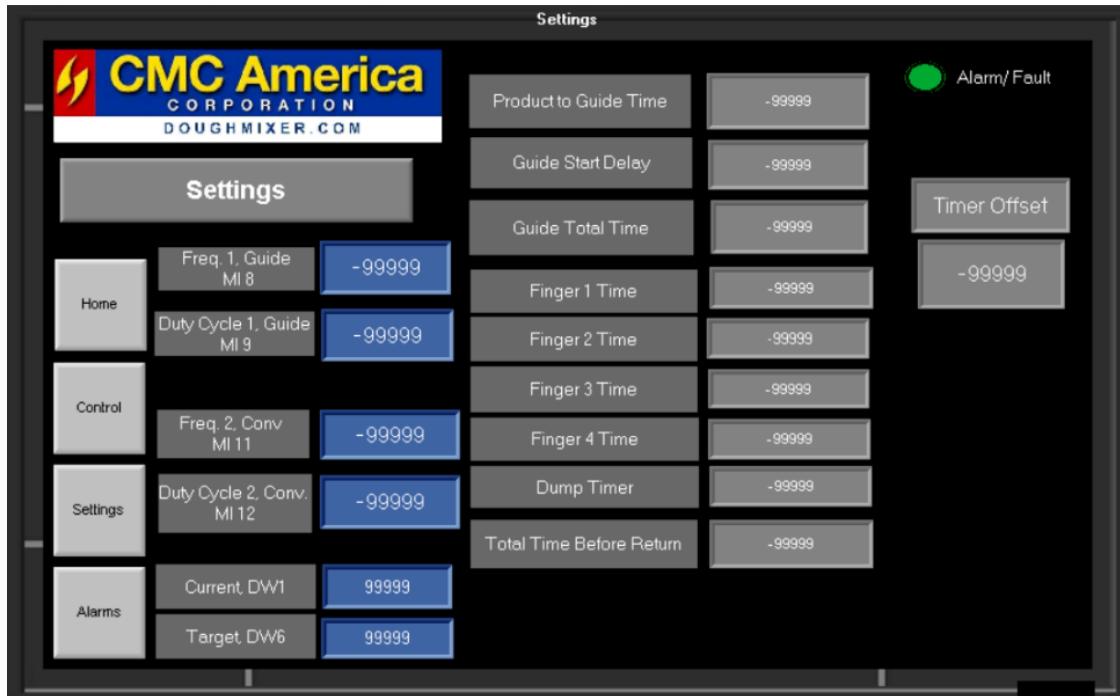 Settings
CMC America
CORPORATION
DOUGHMIXER.COM
Settings
Home
Control
Settings
Alarms
Freq. 1, Guide
MI 8
-99999
Duty Cycle 1, Guide
MI 9
-99999
Freq. 2, Conv
MI 11
-99999
Duty Cycle 2, Conv.
MI 12
-99999
Current, DW1
99999
Target, DW6
99999
Product to Guide Time
-99999
Guide Start Delay
-99999
Guide Total Time
-99999
Finger 1 Time
-99999
Finger 2 Time
-99999
Finger 3 Time
-99999
Finger 4 Time
-99999
Dump Timer
-99999
Total Time Before Return
-99999
Alarm/ Fault
Timer Offset
-99999